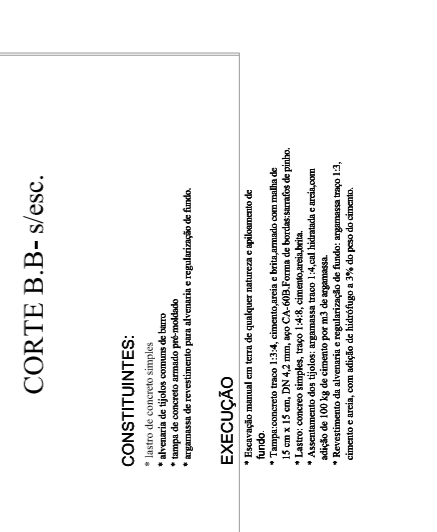 CORTE B.B- s/esc.
CONSTITUINTES:
* lastro de concreto simples
* alvenaria de tijolos comuns de barro
* tampa de concreto armado pré-moldado
* argamassa de revestimento para alvenaria e regularização de fundo.
EXECUÇÃO
* Escavação manual em terra de qualquer natureza e apiloamento de
fundo.
* Tampa:concreto traco 1:3:4, cimento,areia e brita,armado com malha de
15 cm x 15 cm, DN 4,2 mm, aço CA-60B.Forma de bordas:sarrafos de pinho.
* Lastro: concreo simples, traço 1:4:8, cimento,areia,brita.
* Assentamento dos tijolos: argamassa traco 1:4,cal hidratada e areia,com
adição de 100 kg de cimento por m3 de argamassa.
* Revestimento da alvenaria e regularização de fundo: argamassa traço 1:3,
cimento e areia, com adição de hidrófugo a 3% do peso do cimento.